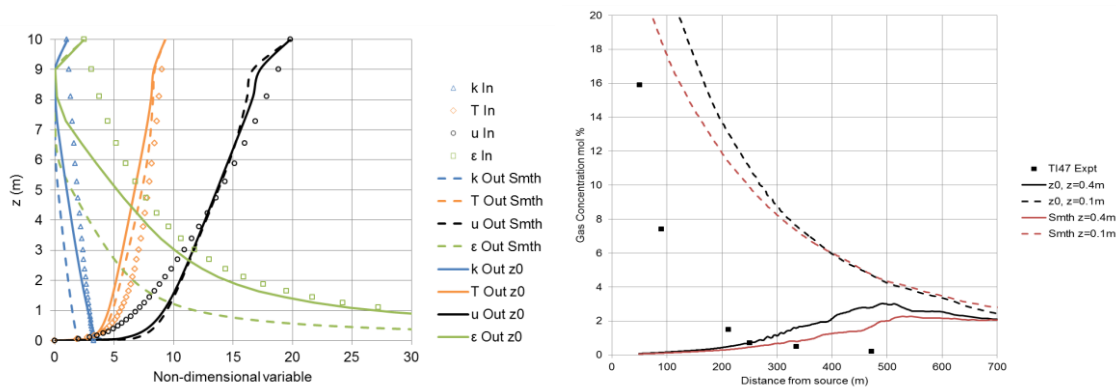 10
9
8
7
6
5
4
3
2
1
0
z (m)
0 5 10 15 20 25 30
Non-dimensional variable
k In
T In
u In
ε In
k Out Smth
T Out Smth
u Out Smth
ε Out Smth
k Out z0
T Out z0
u Out z0
ε Out z0
20
18
16
14
12
10
8
6
4
2
0
Gas Concentration mol %
0 100 200 300 400 500 600 700
Distance from source (m)
TI47 Expt
z0, z=0.4m
z0, z=0.1m
Smth z=0.4m
Smth z=0.1m